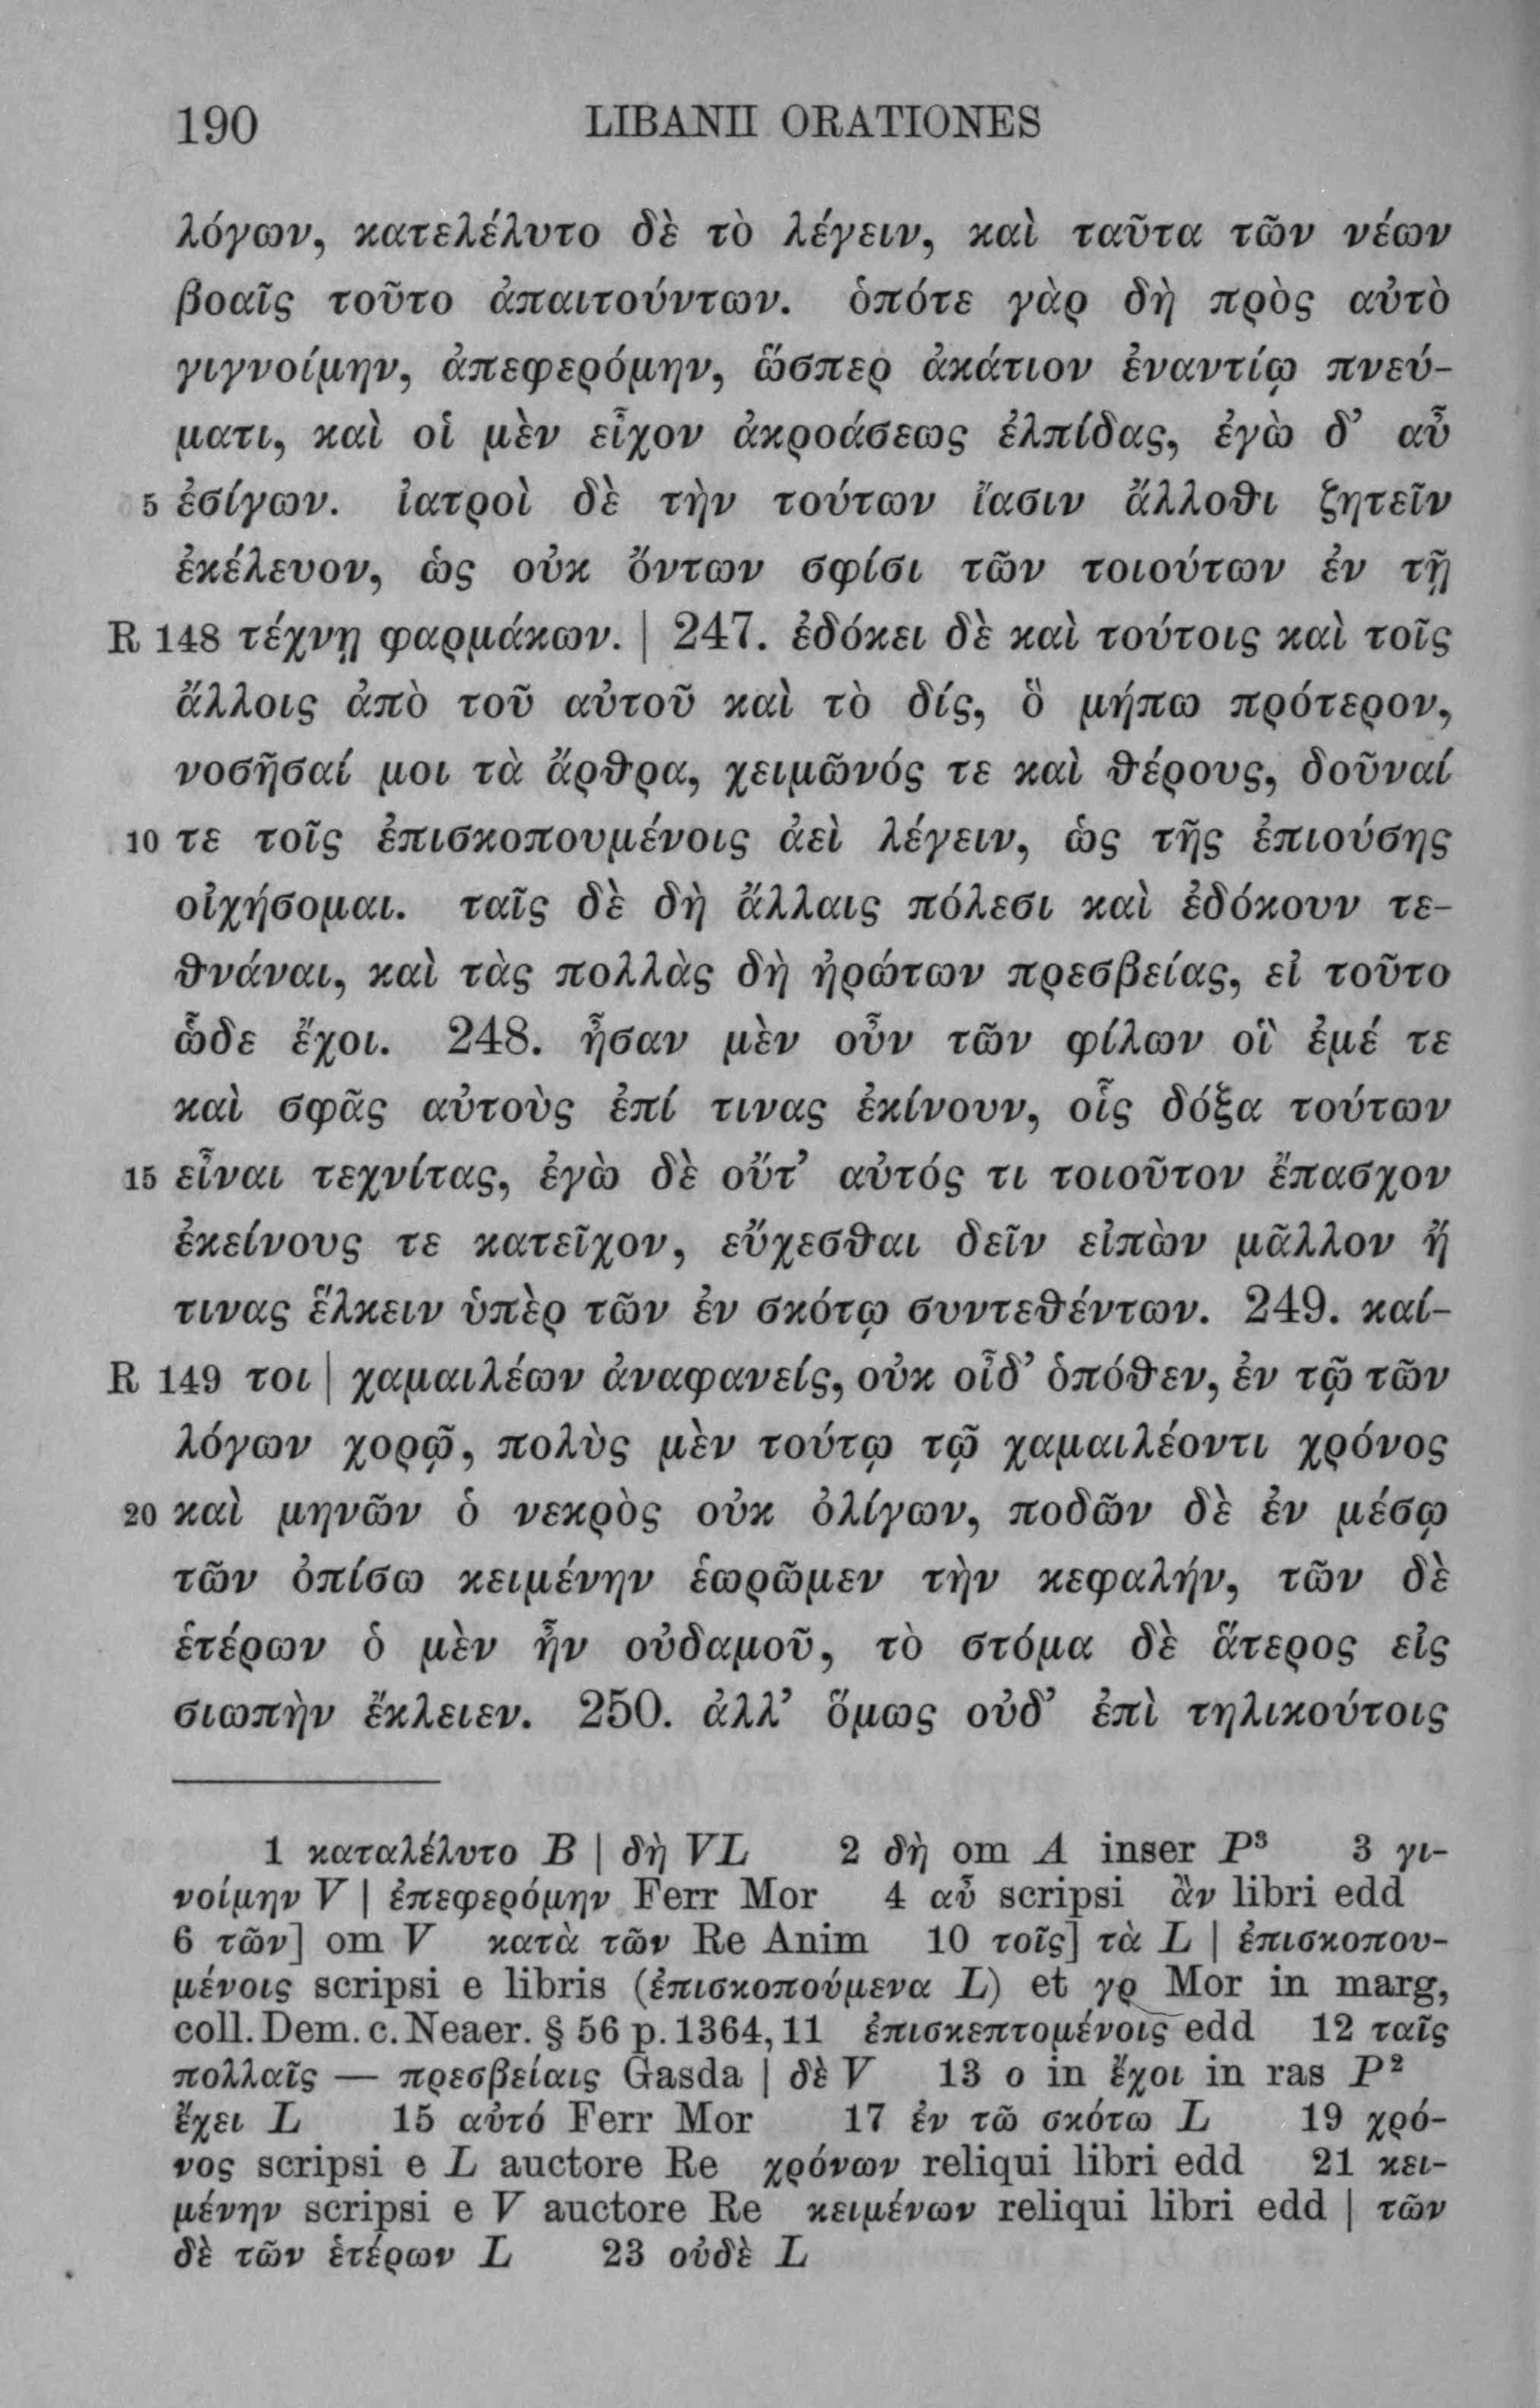 190 LIBANII ORATIONES
λόγων, κατελέλυτο δὲ τὸ λέγειν, καὶ ταῦτα τῶν νέων
βοαῖς τοῦτο ἀπαιτούντων. ὁπότε γὰρ δὴ πρὸς αὐτὸ
γιγνοίμην, ἀπεφερόμην, ὥσπερ ἀκάτιον ἐναντίῳ πνεύ-
ματι, καὶ οἱ μὲν εἶχον ἀκροάσεως ἐλπίδας, ἐγὼ δ’ αὖ
5 ἐσίγων. ἰατροὶ δὲ τὴν τούτων ἴασιν ἄλλοθι ζητεῖν
ἐκέλευον, ὡς οὐκ ὄντων σφίσι τῶν τοιούτων ἐν τῇ
R 148 τέχνῃ φαρμάκων. | 247. ἐδόκει δὲ καὶ τούτοις καὶ τοῖς
ἄλλοις ἀπὸ τοῦ αὐτοῦ καὶ τὸ δίς, ὃ μήπω πρότερον,
νοσῆσαί μοι τὰ ἄρθρα, χειμῶνός τε καὶ θέρους, δοῦναί
10 τε τοῖς ἐπισκοπουμένοις ἀεὶ λέγειν, ὡς τῆς ἐπιούσης
οἰχήσομαι. ταῖς δὲ δὴ ἄλλαις πόλεσι καὶ ἐδόκουν τε-
θνάναι, καὶ τὰς πολλὰς δὴ ἠρώτων πρεσβείας, εἰ τοῦτο
ὧδε ἔχοι. 248. ἦσαν μὲν οὖν τῶν φίλων οἳ ἐμέ τε
καὶ σφᾶς αὐτοὺς ἐπί τινας ἐκίνουν, οἷς δόξα τούτων
15 εἶναι τεχνίτας, ἐγὼ δὲ οὔτ’ αὐτός τι τοιοῦτον ἔπασχον
ἐκείνους τε κατεῖχον, εὔχεσθαι δεῖν εἰπὼν μᾶλλον ἤ
τινας ἕλκειν ὑπὲρ τῶν ἐν σκότῳ συντεθέντων. 249. καί-
R 149 τοι | χαμαιλέων ἀναφανείς, οὐκ οἶδ’ ὁπόθεν, ἐν τῷ τῶν
λόγων χορῷ, πολὺς μὲν τούτῳ τῷ χαμαιλέοντι χρόνος
20 καὶ μηνῶν ὁ νεκρὸς οὐκ ὀλίγων, ποδῶν δὲ ἐν μέσῳ
τῶν ὀπίσω κειμένην ἑωρῶμεν τὴν κεφαλήν, τῶν δὲ
ἑτέρων ὁ μὲν ἦν οὐδαμοῦ, τὸ στόμα δὲ ἅτερος εἰς
σιωπὴν ἔκλειεν. 250. ἀλλ’ ὅμως οὐδ’ ἐπὶ τηλικούτοις
1 καταλέλυτο B | δὴ VL 2 δὴ om A inser P³ 3 γι-
νοίμην V | ἐπεφερόμην Ferr Mor 4 αὖ scripsi ἂν libri edd
6 τῶν] om V κατὰ τῶν Re Anim 10 τοῖς] τὰ L | ἐπισκοπου-
μένοις scripsi e libris (ἐπισκοπούμενα L) et γρ Mor in marg,
coll. Dem. c. Neaer. § 56 p. 1364, 11 ἐπισκεπτομένοις edd 12 ταῖς
πολλαῖς — πρεσβείαις Gasda | δὲ V 13 ο in ἔχοι in ras P²
ἔχει L 15 αὐτό Ferr Mor 17 ἐν τῶ σκότω L 19 χρό-
νος scripsi e L auctore Re χρόνων reliqui libri edd 21 κει-
μένην scripsi e V auctore Re κειμένων reliqui libri edd | τῶν
δὲ τῶν ἑτέρων L 23 οὐδὲ L